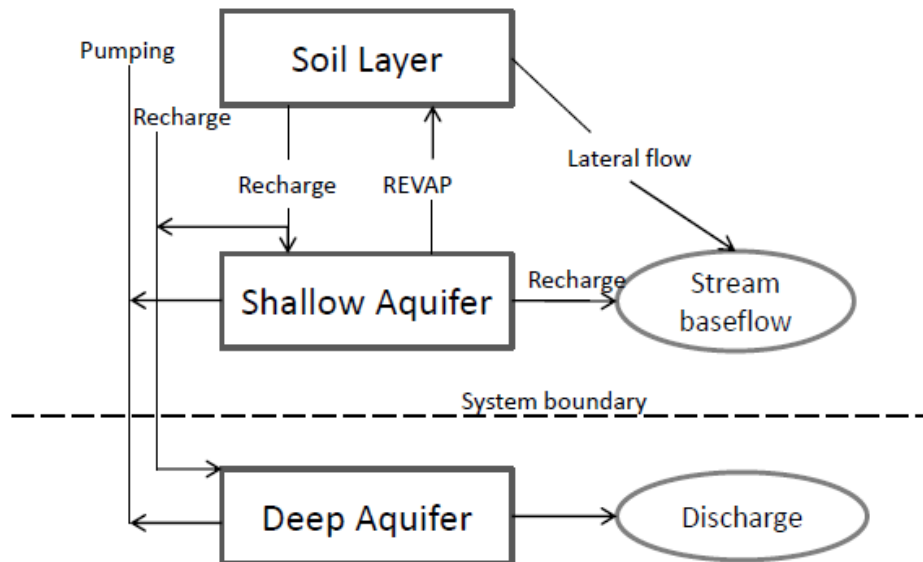 Soil Layer
Pumping
Recharge
Lateral flow
Recharge
REVAP
Recharge
Shallow Aquifer
Stream
baseflow
System boundary
Deep Aquifer
Discharge